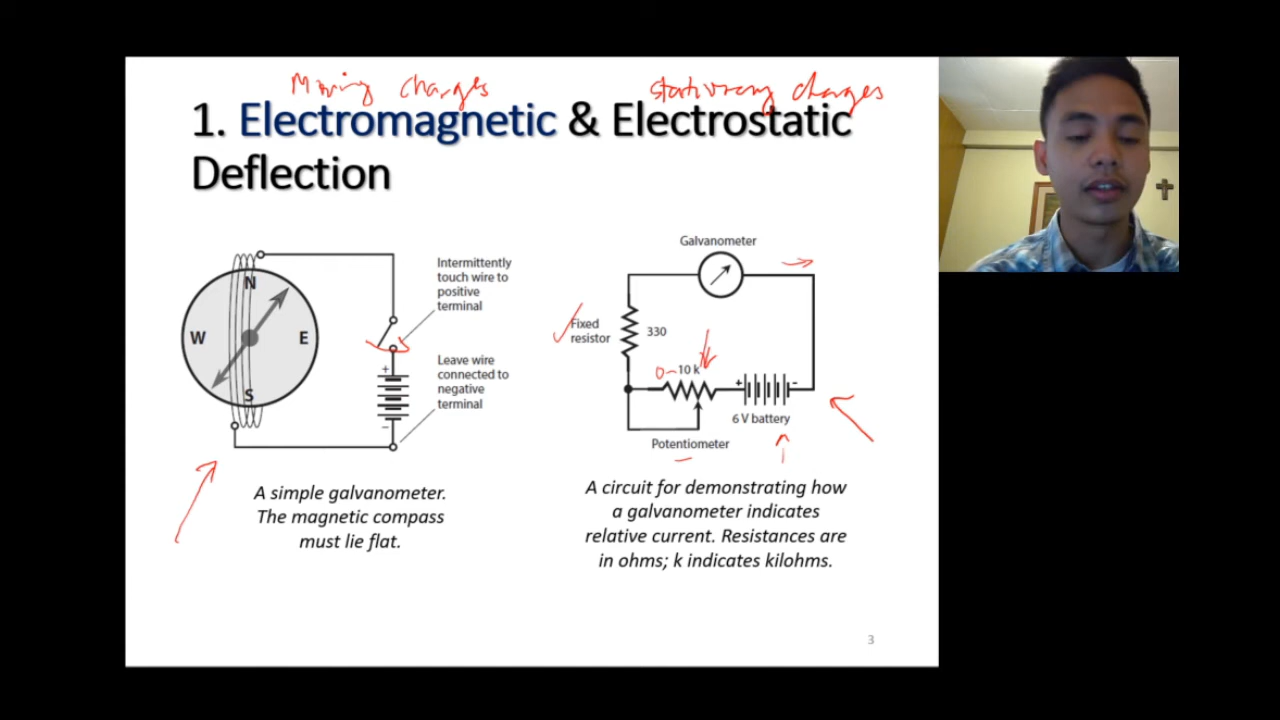 Moving charges
stationary charges
1. Electromagnetic & Electrostatic
Deflection
N
W
E
S
Intermittently
touch wire to
positive
terminal
+
Leave wire
connected to
negative
terminal
−
A simple galvanometer.
The magnetic compass
must lie flat.
Galvanometer
Fixed
resistor
330
0- 10 k
+
-
6 V battery
Potentiometer
A circuit for demonstrating how
a galvanometer indicates
relative current. Resistances are
in ohms; k indicates kilohms.
3